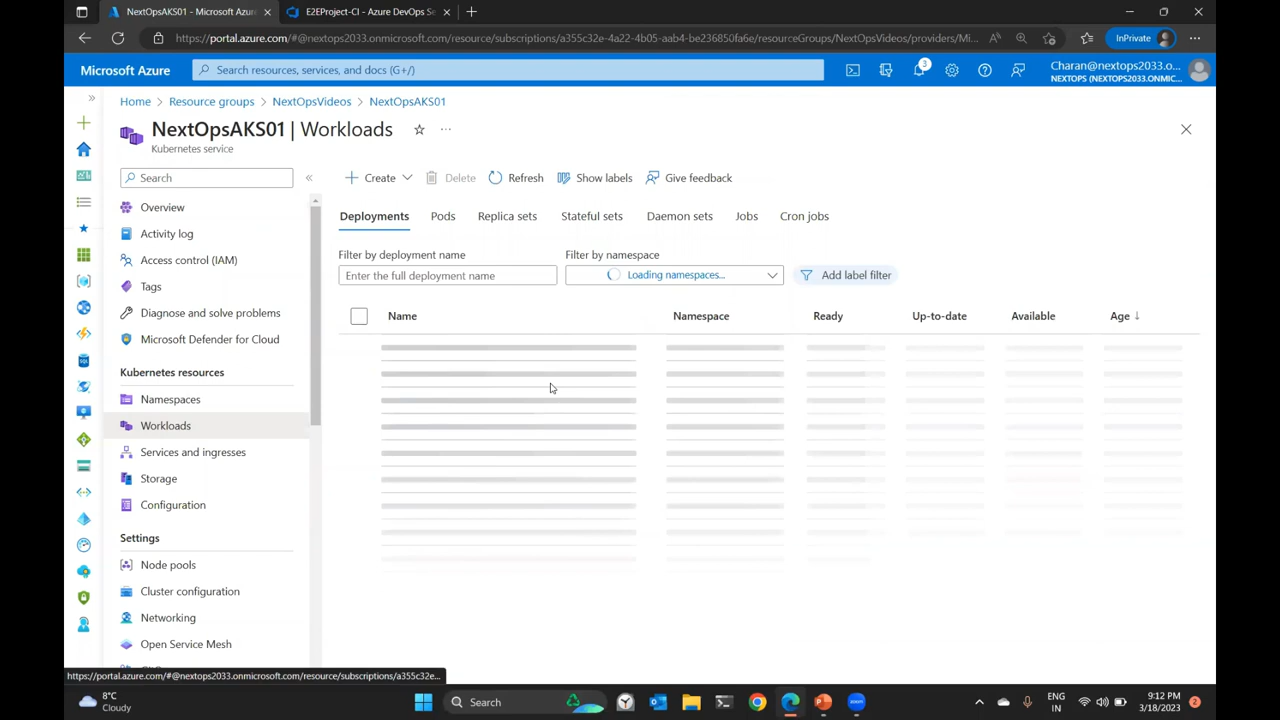 NextOpsAKS01 - Microsoft Azure
E2EProject-CI - Azure DevOps Se
https://portal.azure.com/#@nextops2033.onmicrosoft.com/resource/subscriptions/a355c32e-4a22-4b05-aab4-be236850fa6e/resourceGroups/NextOpsVideos/providers/Mi...
InPrivate
Microsoft Azure
Search resources, services, and docs (G+/)
3
Charan@nextops2033.o...
NEXTOPS (NEXTOPS2033.ONMIC...
Home > Resource groups > NextOpsVideos > NextOpsAKS01
NextOpsAKS01 | Workloads
Kubernetes service
Search
Create
Delete
Refresh
Show labels
Give feedback
Overview
Activity log
Access control (IAM)
Tags
Diagnose and solve problems
Microsoft Defender for Cloud
Kubernetes resources
Namespaces
Workloads
Services and ingresses
Storage
Configuration
Settings
Node pools
Cluster configuration
Networking
Open Service Mesh
Deployments
Pods
Replica sets
Stateful sets
Daemon sets
Jobs
Cron jobs
Filter by deployment name
Filter by namespace
Enter the full deployment name
Loading namespaces...
Add label filter
Name
Namespace
Ready
Up-to-date
Available
Age ↓
https://portal.azure.com/#@nextops2033.onmicrosoft.com/resource/subscriptions/a355c32e...
8°C
Cloudy
Search
ENG
IN
9:12 PM
3/18/2023
2